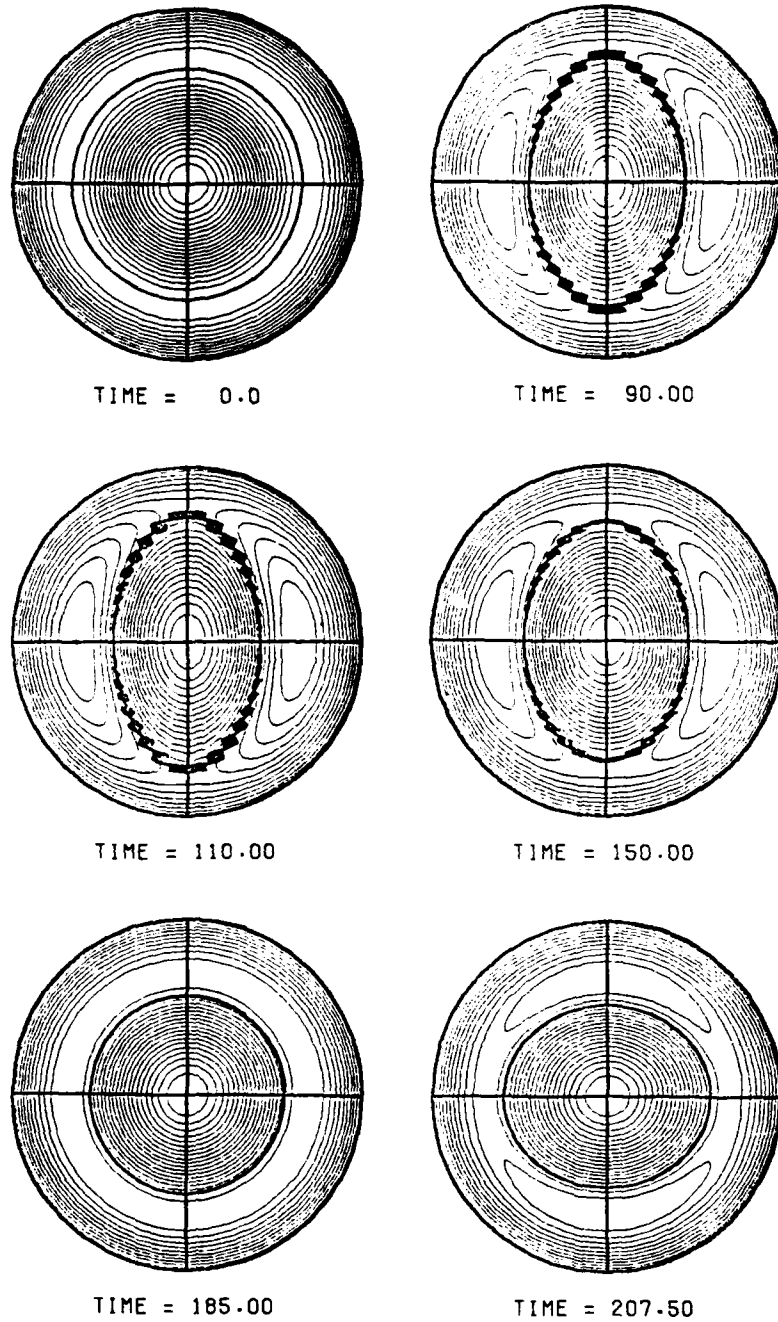 TIME = 0.0
TIME = 90.00
TIME = 110.00
TIME = 150.00
TIME = 185.00
TIME = 207.50